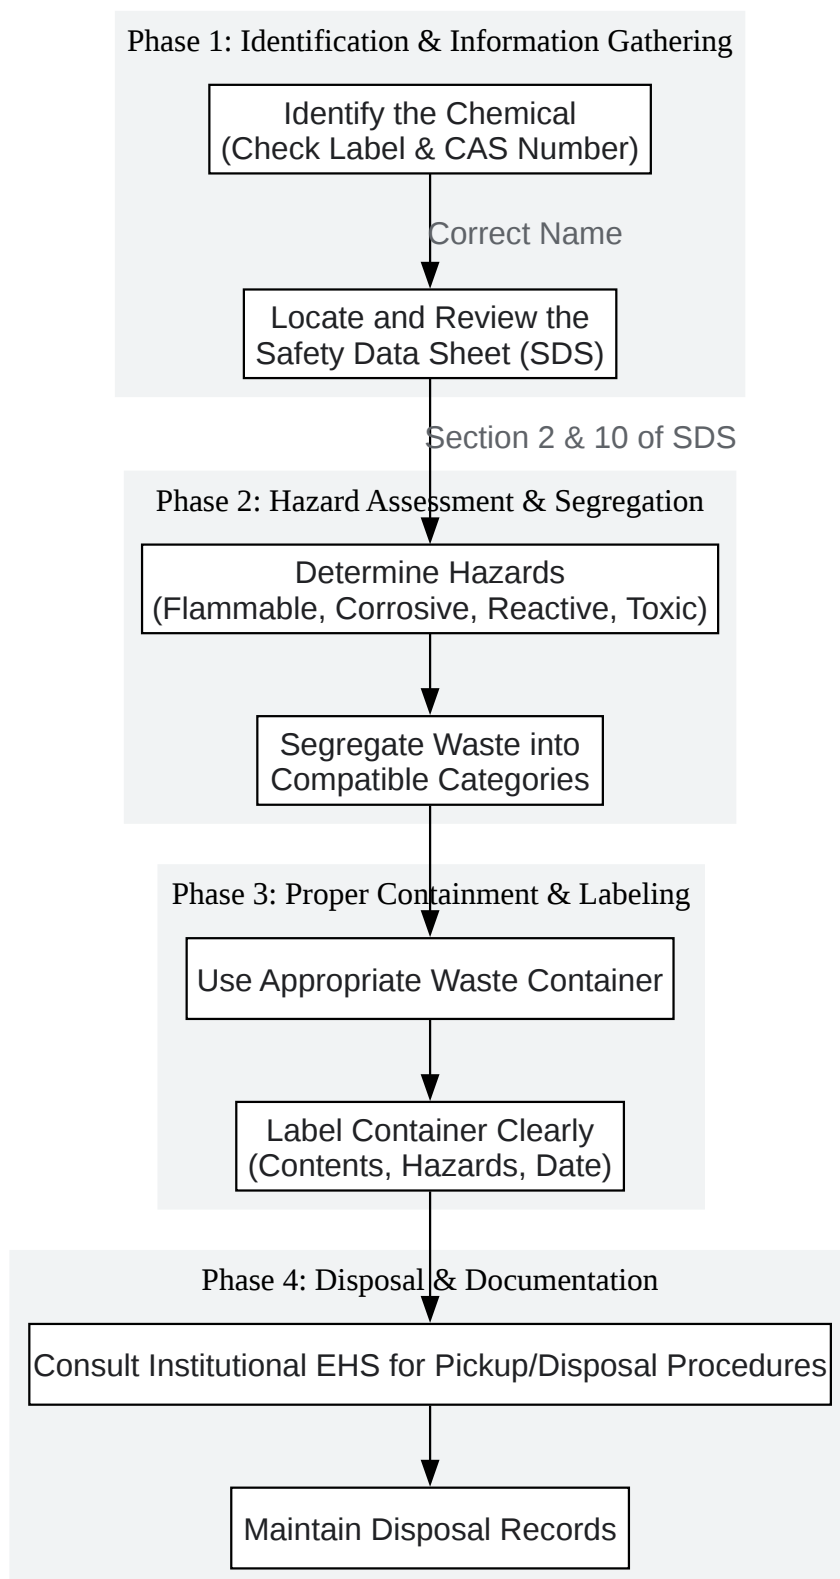 Phase 1: Identification & Information Gathering
Identify the Chemical
(Check Label & CAS Number)
Correct Name
Locate and Review the
Safety Data Sheet (SDS)
Section 2 & 10 of SDS
Phase 2: Hazard Assessment & Segregation
Determine Hazards
(Flammable, Corrosive, Reactive, Toxic)
Segregate Waste into
Compatible Categories
Phase 3: Proper Containment & Labeling
Use Appropriate Waste Container
Label Container Clearly
(Contents, Hazards, Date)
Phase 4: Disposal & Documentation
Consult Institutional EHS for Pickup/Disposal Procedures
Maintain Disposal Records